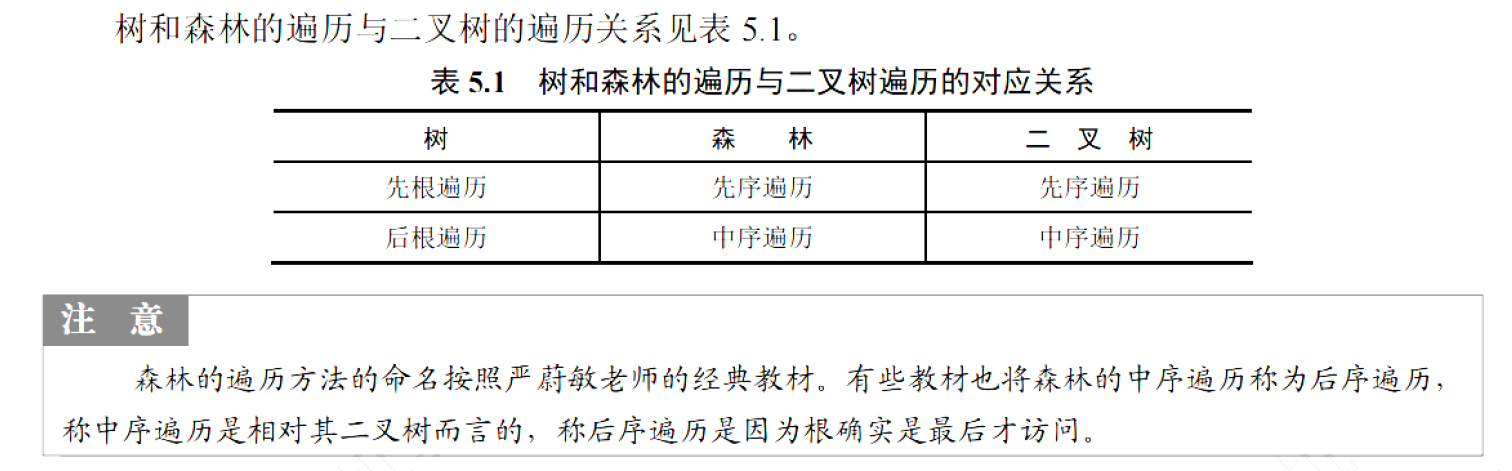 树和森林的遍历与二叉树的遍历关系见表 5.1。
表 5.1 树和森林的遍历与二叉树遍历的对应关系
树 森 林 二 叉 树
先根遍历 先序遍历 先序遍历
后根遍历 中序遍历 中序遍历
注 意
森林的遍历方法的命名按照严蔚敏老师的经典教材。有些教材也将森林的中序遍历称为后序遍历，
称中序遍历是相对其二叉树而言的，称后序遍历是因为根确实是最后才访问。